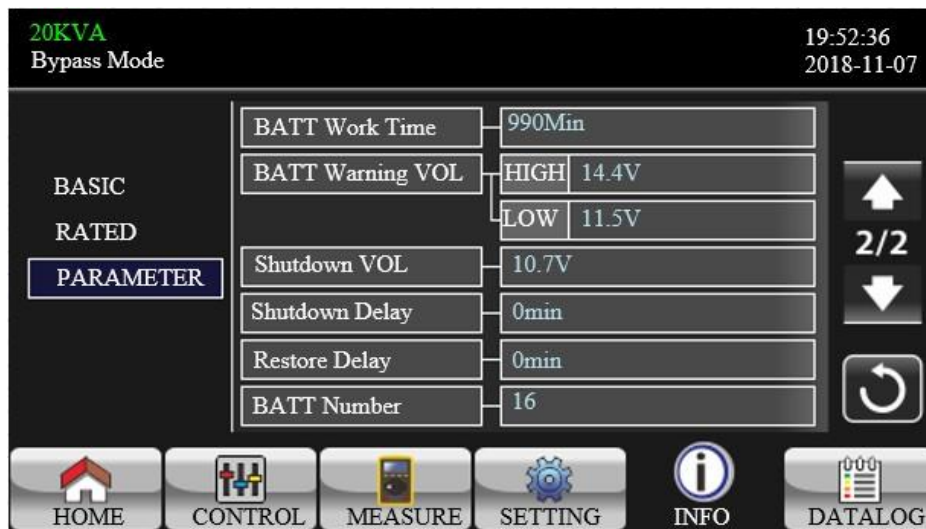 20KVA
19:52:36
Bypass Mode
2018-11-07
BATT Work Time 990Min
BATT Warning VOL HIGH 14.4V
BASIC
LOW 11.5V
RATED
2/2
Shutdown VOL 10.7V
PARAMETER
Shutdown Delay 0min
Restore Delay 0min
BATT Number 16
HOME CONTROL MEASURE SETTING INFO DATALOG